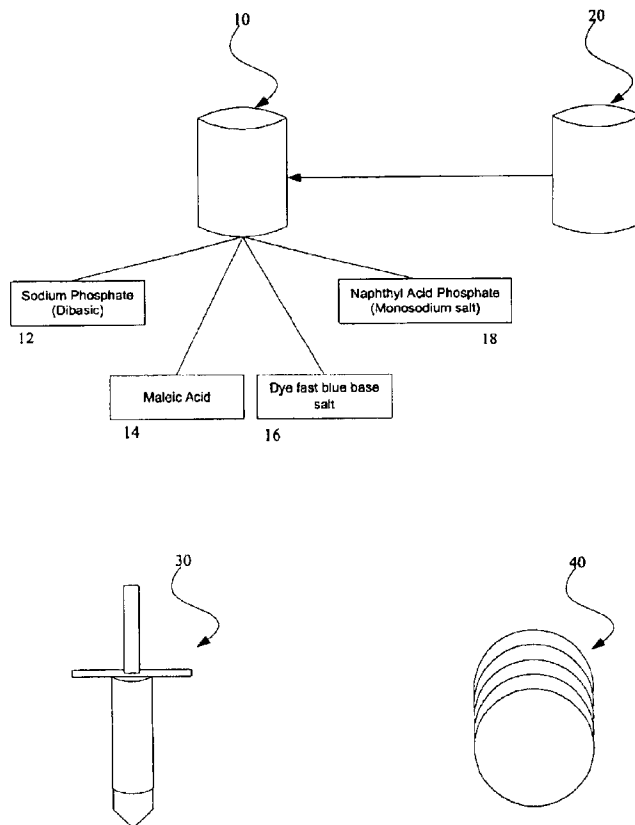 10
20
Sodium Phosphate
(Dibasic)
12
Naphthyl Acid Phosphate
(Monosodium salt)
18
Maleic Acid
14
Dye fast blue base
salt
16
30
40